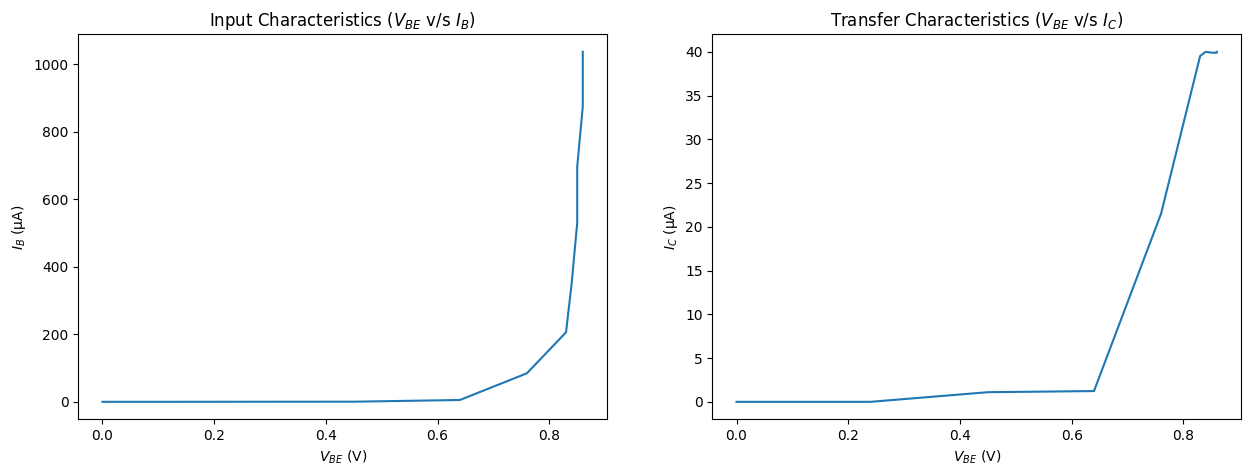 Input Characteristics (V_BE v/s I_B)
1000
800
600
400
200
0
I_B (μA)
0.0 0.2 0.4 0.6 0.8
V_BE (V)
Transfer Characteristics (V_BE v/s I_C)
40
35
30
25
20
15
10
5
0
I_C (μA)
0.0 0.2 0.4 0.6 0.8
V_BE (V)